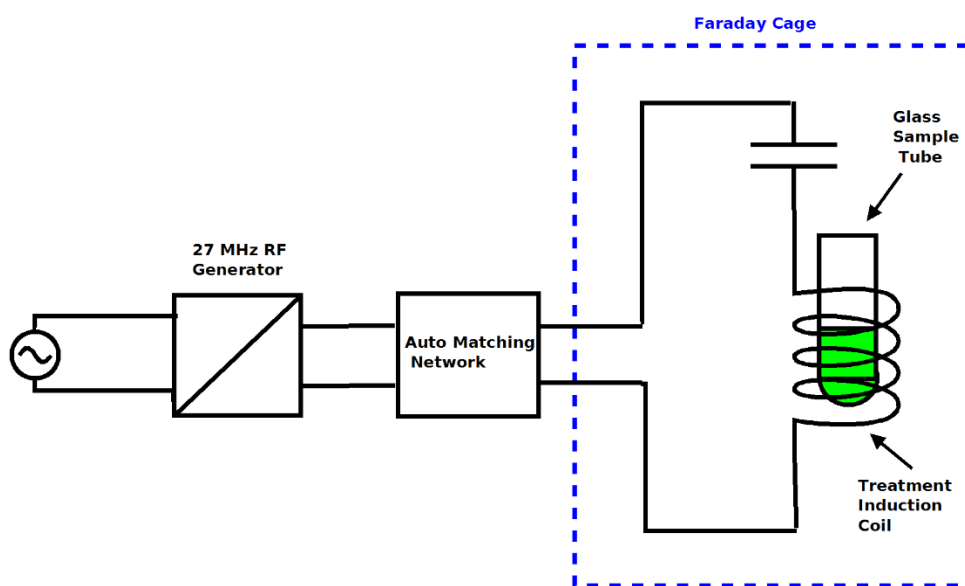 Faraday Cage
Glass
Sample
Tube
27 MHz RF
Generator
Auto Matching
Network
Treatment
Induction
Coil